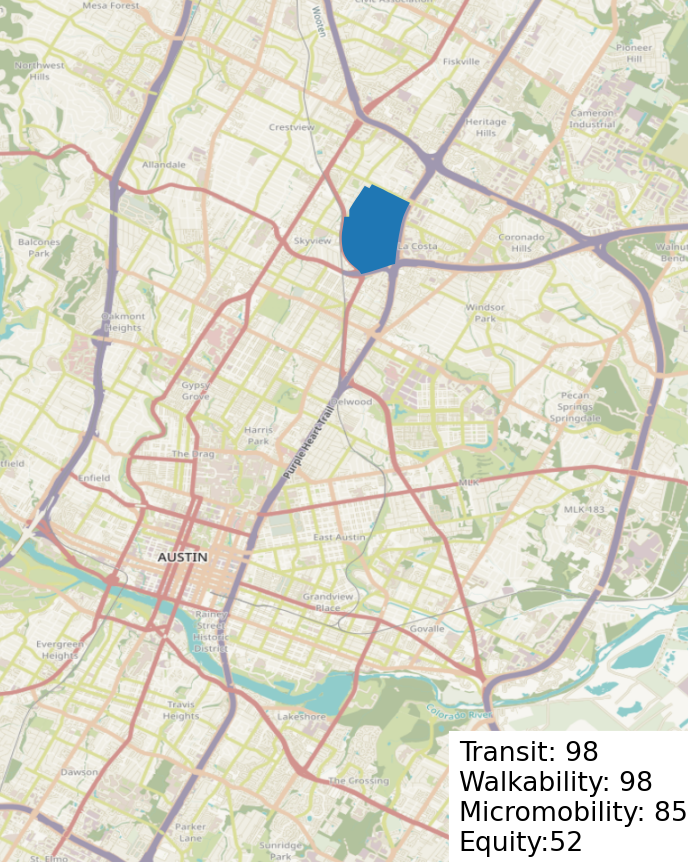 Mesa Forest
Civic Association
Wooten
Pioneer
Hill
Northwest
Hills
Fiskville
Cameron
Industrial
Crestview
Heritage
Hills
Allandale
Balcones
Park
Skyview
La Costa
Coronado
Hills
Walnut
Bend
Oakmont
Heights
Windsor
Park
Gypsy
Grove
Delwood
Pecan
Springs
Springdale
Harris
Park
Purple Heart Trail
The Drag
Enfield
MLK
MLK 183
East Austin
AUSTIN
Grandview
Place
Rainey
Street
Historic
District
Govalle
Evergreen
Heights
Travis
Heights
Lakeshore
Colorado River
Dawson
The Grossing
Parker
Lane
Sunridge
Park
St. Elmo
Transit: 98
Walkability: 98
Micromobility: 85
Equity:52